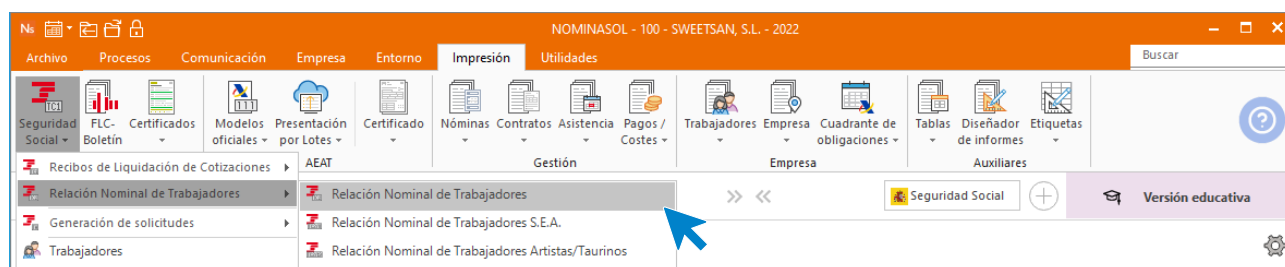 Ns NOMINASOL - 100 - SWEETSAN, S.L. - 2022
Archivo Procesos Comunicación Empresa Entorno Impresión Utilidades Buscar
TC1 111
Seguridad Social FLC- Boletín Certificados Modelos oficiales Presentación por Lotes Certificado Nóminas Contratos Asistencia Pagos / Costes Trabajadores Empresa Cuadrante de obligaciones Tablas Diseñador de informes Etiquetas
AEAT Gestión Empresa Auxiliares
Recibos de Liquidación de Cotizaciones
Relación Nominal de Trabajadores
Generación de solicitudes
Trabajadores
Relación Nominal de Trabajadores
Relación Nominal de Trabajadores S.E.A.
Relación Nominal de Trabajadores Artistas/Taurinos
Seguridad Social
Versión educativa